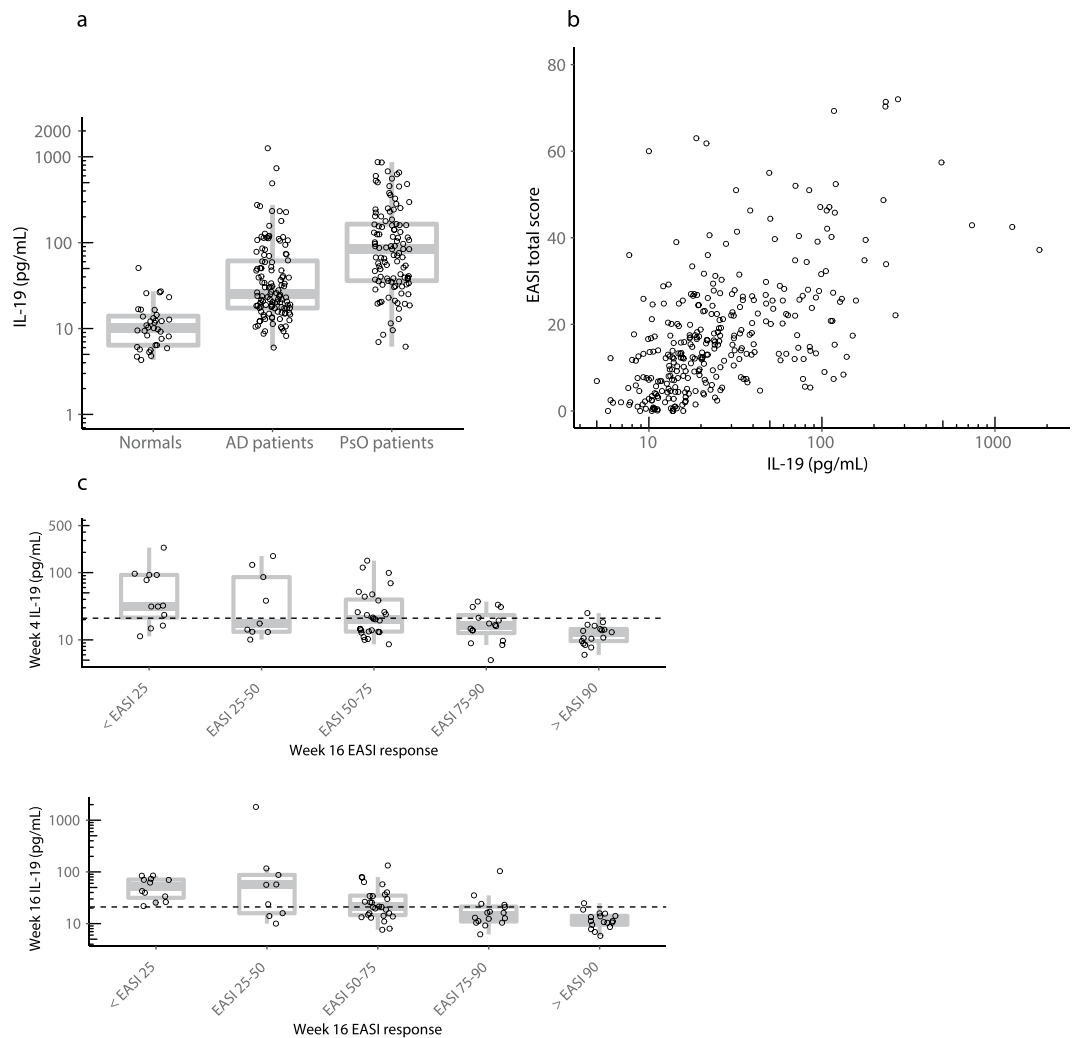 a
IL-19 (pg/mL)
2000
1000
100
10
1
Normals
AD patients
PsO patients
b
EASI total score
80
60
40
20
0
10
100
1000
IL-19 (pg/mL)
c
Week 4 IL-19 (pg/mL)
500
100
10
< EASI 25
EASI 25-50
EASI 50-75
EASI 75-90
> EASI 90
Week 16 EASI response
Week 16 IL-19 (pg/mL)
1000
100
10
< EASI 25
EASI 25-50
EASI 50-75
EASI 75-90
> EASI 90
Week 16 EASI response